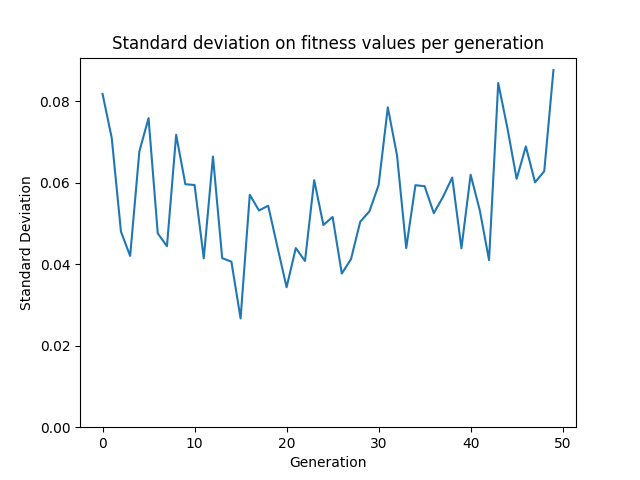 Standard deviation on fitness values per generation
0.08
0.06
0.04
0.02
0.00
Standard Deviation
0 10 20 30 40 50
Generation